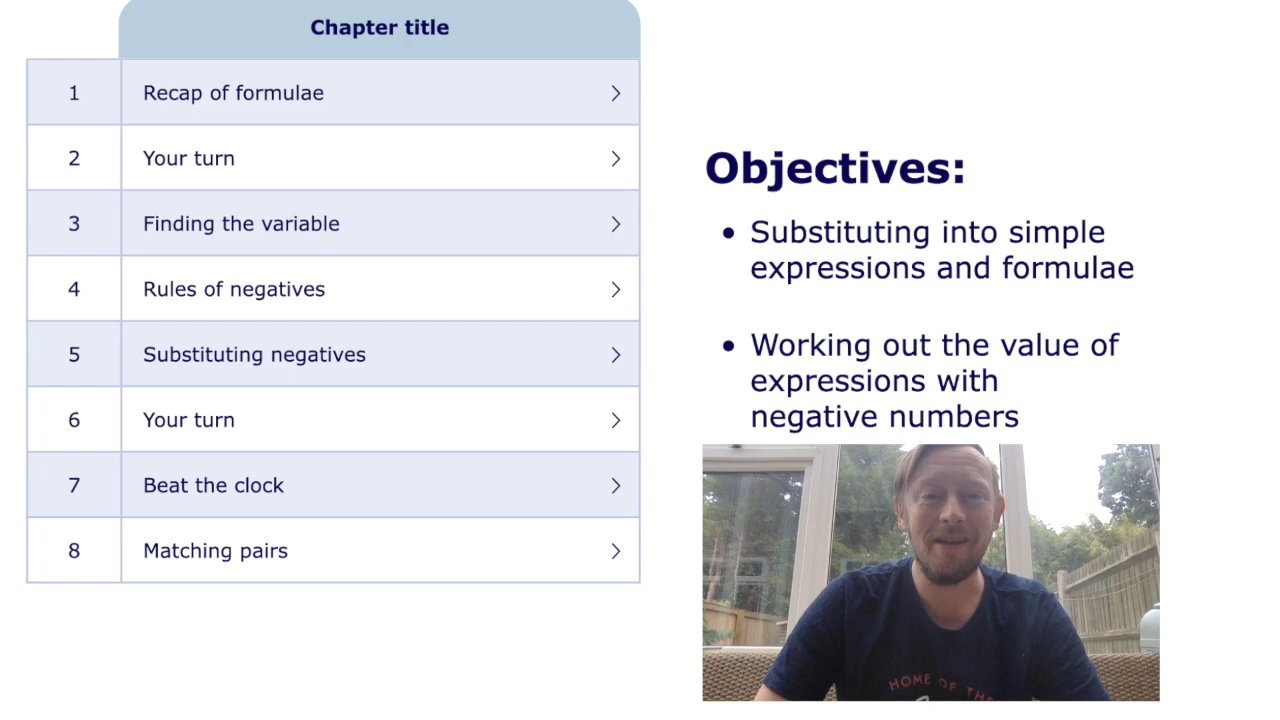 Chapter title
1 Recap of formulae
2 Your turn
3 Finding the variable
4 Rules of negatives
5 Substituting negatives
6 Your turn
7 Beat the clock
8 Matching pairs
Objectives:
• Substituting into simple
expressions and formulae
• Working out the value of
expressions with
negative numbers
HOME OF THE